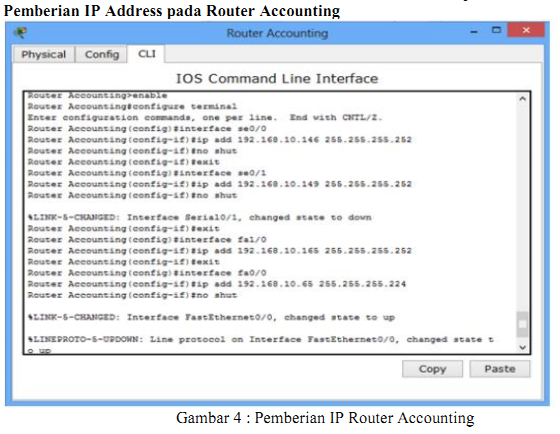 Pemberian IP Address pada Router Accounting
Router Accounting
Physical Config CLI
IOS Command Line Interface
Router Accounting>enable
Router Accounting#configure terminal
Enter configuration commands, one per line. End with CNTL/Z.
Router Accounting(config)#interface se0/0
Router Accounting(config-if)#ip add 192.168.10.146 255.255.255.252
Router Accounting(config-if)#no shut
Router Accounting(config-if)#exit
Router Accounting(config)#interface se0/1
Router Accounting(config-if)#ip add 192.168.10.149 255.255.255.252
Router Accounting(config-if)#no shut
%LINK-5-CHANGED: Interface Serial0/1, changed state to down
Router Accounting(config-if)#exit
Router Accounting(config)#interface fa1/0
Router Accounting(config-if)#ip add 192.168.10.165 255.255.255.252
Router Accounting(config-if)#exit
Router Accounting(config)#interface fa0/0
Router Accounting(config-if)#ip add 192.168.10.65 255.255.255.224
Router Accounting(config-if)#no shut
%LINK-5-CHANGED: Interface FastEthernet0/0, changed state to up
%LINEPROTO-5-UPDOWN: Line protocol on Interface FastEthernet0/0, changed state t
o up
Copy Paste
Gambar 4 : Pemberian IP Router Accounting